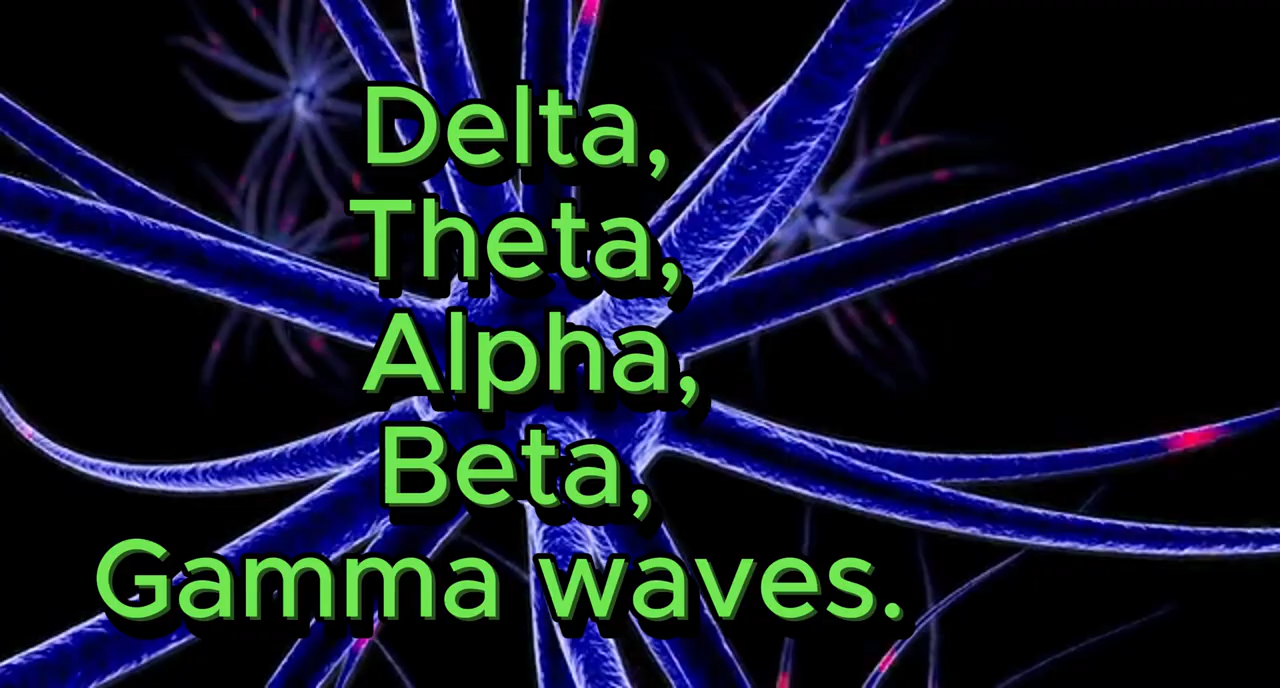 Delta,
Theta,
Alpha,
Beta,
Gamma waves.